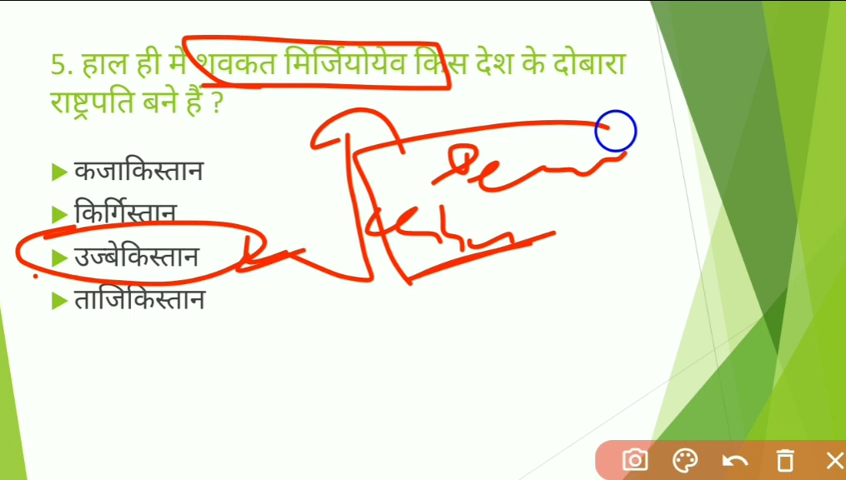 5. हाल ही में शवकत मिर्जियोयेव किस देश के दोबारा
राष्ट्रपति बने हैं ?
कजाकिस्तान
किर्गिस्तान
उज्बेकिस्तान
ताजिकिस्तान